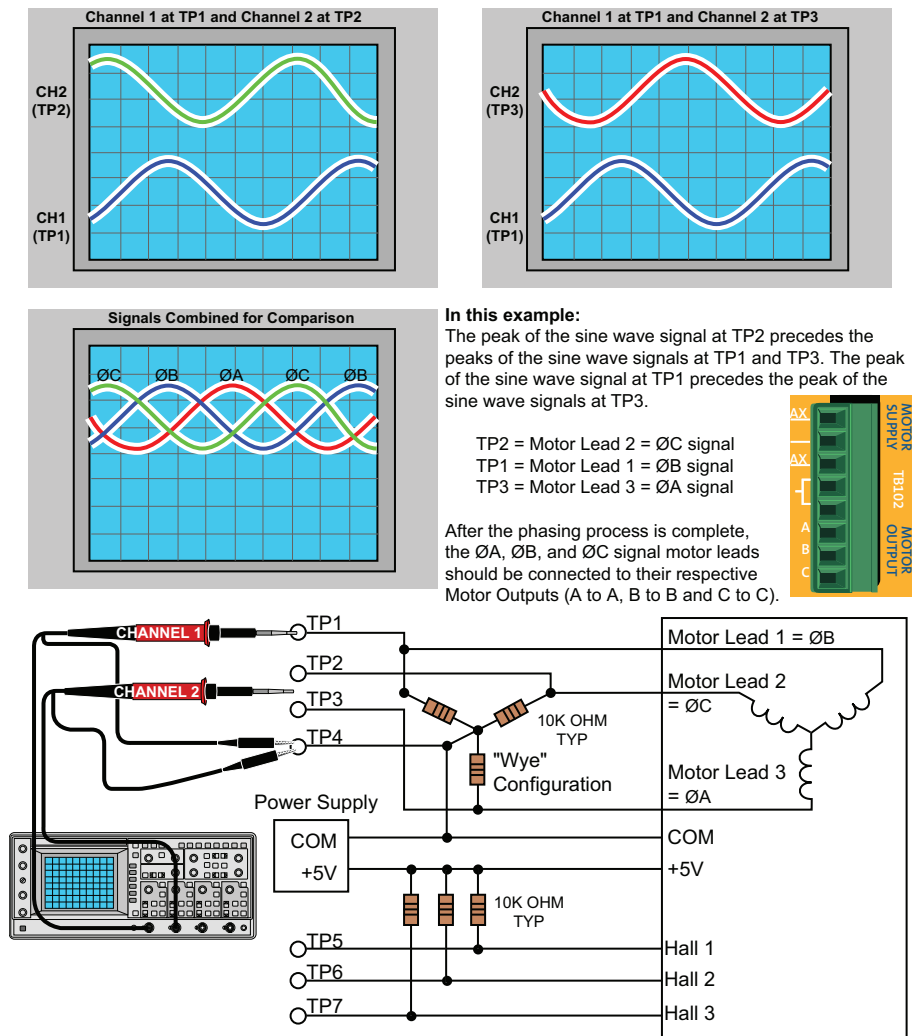 Channel 1 at TP1 and Channel 2 at TP2
CH2
(TP2)
CH1
(TP1)
Channel 1 at TP1 and Channel 2 at TP3
CH2
(TP3)
CH1
(TP1)
Signals Combined for Comparison
ØC ØB ØA ØC ØB
In this example:
The peak of the sine wave signal at TP2 precedes the
peaks of the sine wave signals at TP1 and TP3. The peak
of the sine wave signal at TP1 precedes the peak of the
sine wave signals at TP3.
TP2 = Motor Lead 2 = ØC signal
TP1 = Motor Lead 1 = ØB signal
TP3 = Motor Lead 3 = ØA signal
After the phasing process is complete,
the ØA, ØB, and ØC signal motor leads
should be connected to their respective
Motor Outputs (A to A, B to B and C to C).
AX
AX
A
B
C
MOTOR
SUPPLY
TB102
MOTOR
OUTPUT
CHANNEL 1
CHANNEL 2
TP1
TP2
TP3
TP4
10K OHM
TYP
"Wye"
Configuration
Motor Lead 1 = ØB
Motor Lead 2
= ØC
Motor Lead 3
= ØA
Power Supply
COM
+5V
COM
+5V
10K OHM
TYP
TP5
TP6
TP7
Hall 1
Hall 2
Hall 3